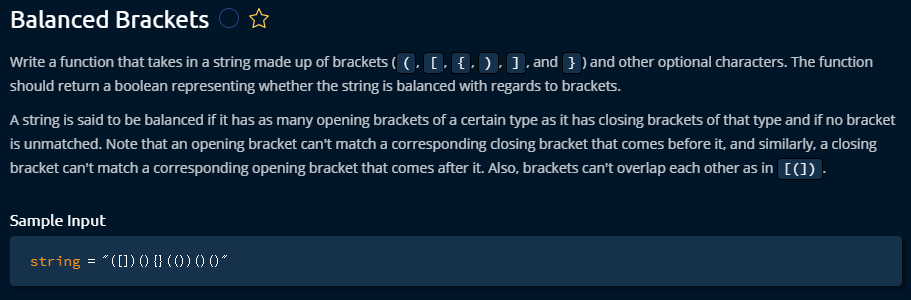 Balanced Brackets
Write a function that takes in a string made up of brackets ( (, [, {, ), ], and } ) and other optional characters. The function
should return a boolean representing whether the string is balanced with regards to brackets.
A string is said to be balanced if it has as many opening brackets of a certain type as it has closing brackets of that type and if no bracket
is unmatched. Note that an opening bracket can't match a corresponding closing bracket that comes before it, and similarly, a closing
bracket can't match a corresponding opening bracket that comes after it. Also, brackets can't overlap each other as in [(]) .
Sample Input
string = "([])(){}(())()()"